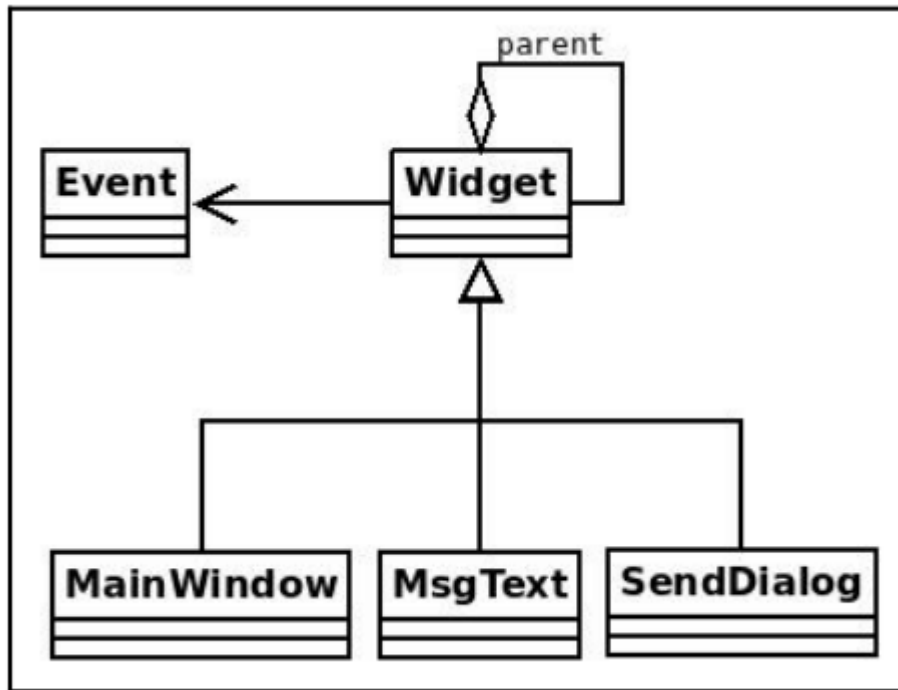 parent
Event
Widget
MainWindow
MsgText
SendDialog